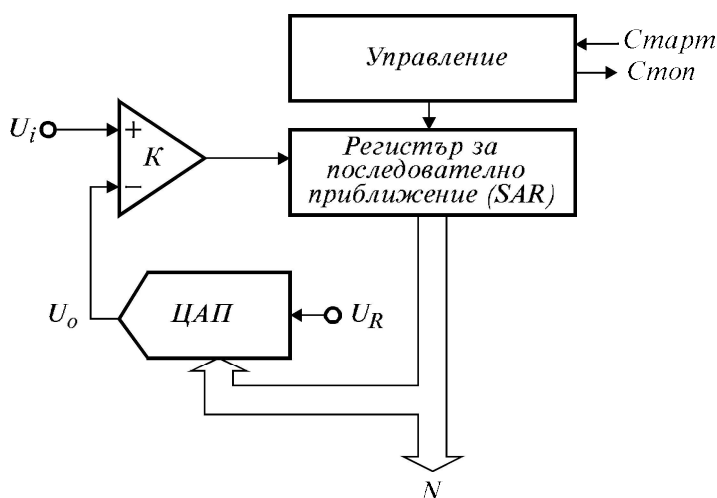 Управление
Старт
Стоп
U_i
+
К
−
Регистър за
последователно
приближение (SAR)
U_o
ЦАП
U_R
N